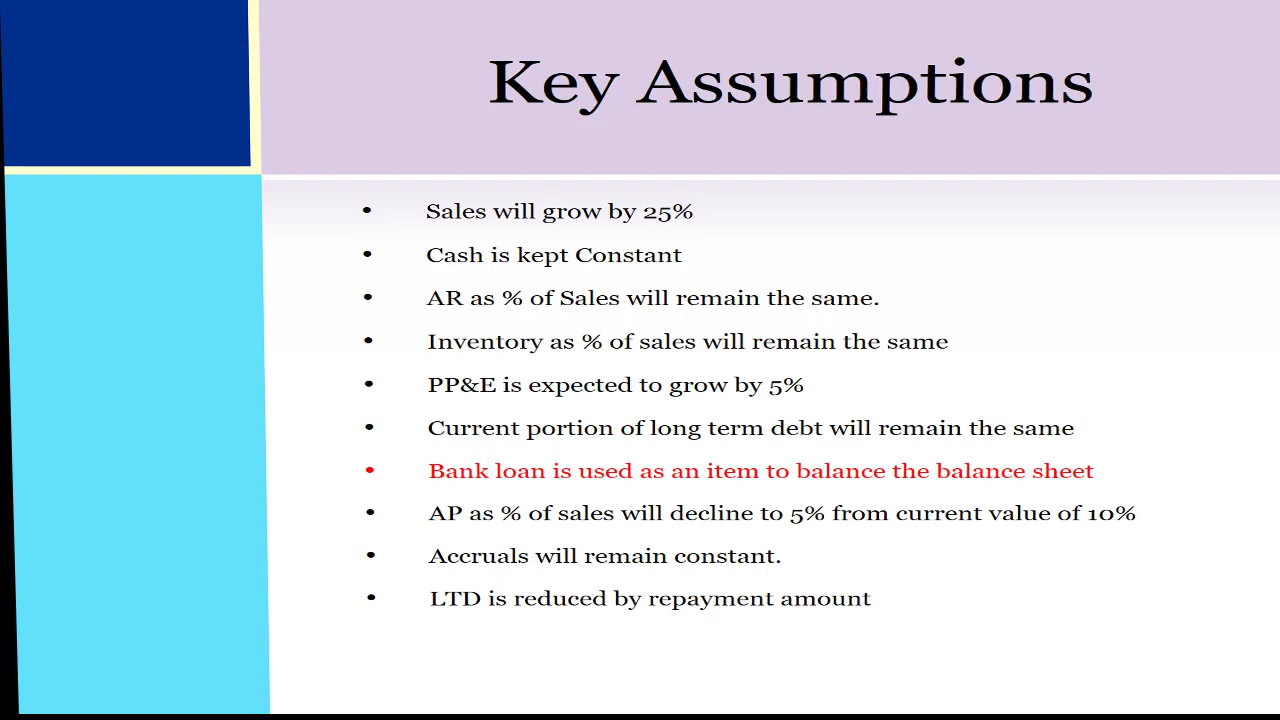 Key Assumptions
• Sales will grow by 25%
• Cash is kept Constant
• AR as % of Sales will remain the same.
• Inventory as % of sales will remain the same
• PP&E is expected to grow by 5%
• Current portion of long term debt will remain the same
• Bank loan is used as an item to balance the balance sheet
• AP as % of sales will decline to 5% from current value of 10%
• Accruals will remain constant.
• LTD is reduced by repayment amount